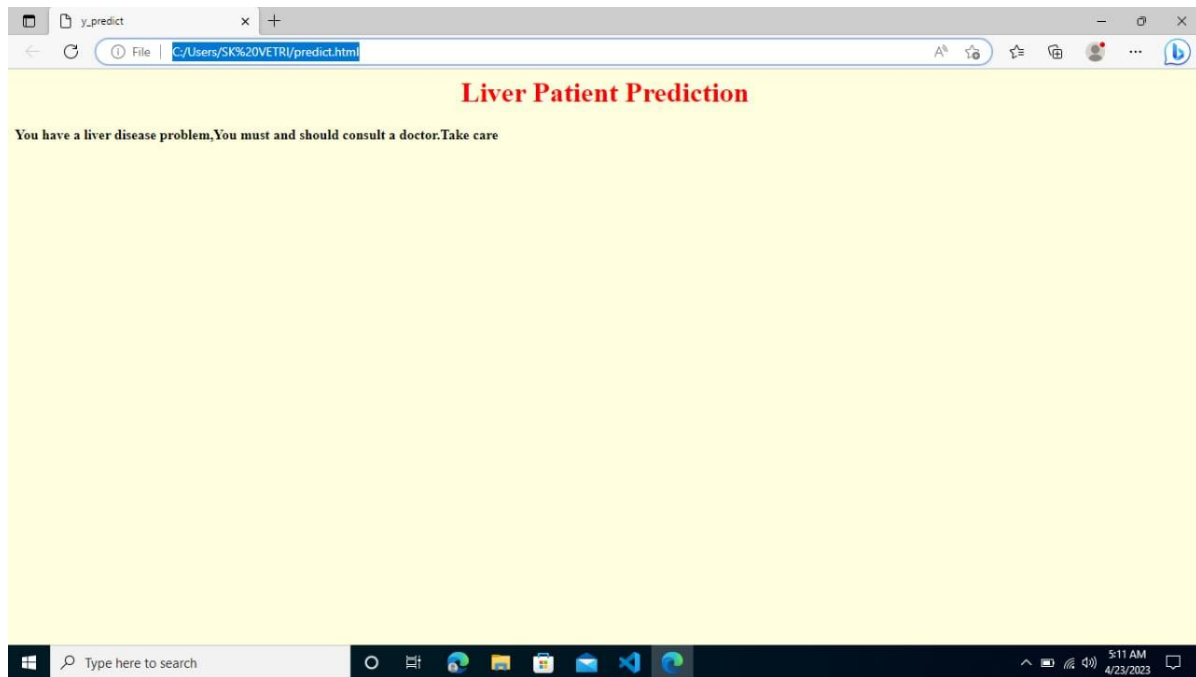 y_predict
File
C:/Users/SK%20VETRI/predict.html
Liver Patient Prediction
You have a liver disease problem,You must and should consult a doctor.Take care
Type here to search
5:11 AM
4/23/2023